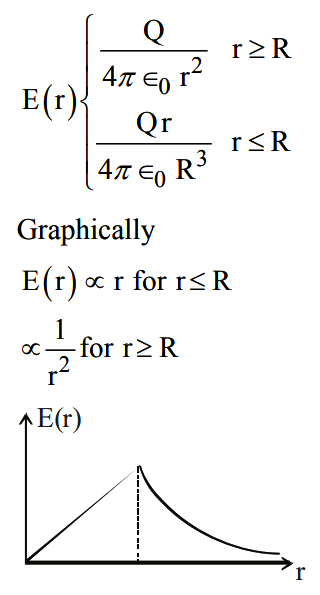 E(r){ Q / 4π ∈₀ r²   r ≥ R
Qr / 4π ∈₀ R³   r ≤ R
Graphically
E(r) ∝ r for r ≤ R
∝ 1/r² for r ≥ R
E(r)
r